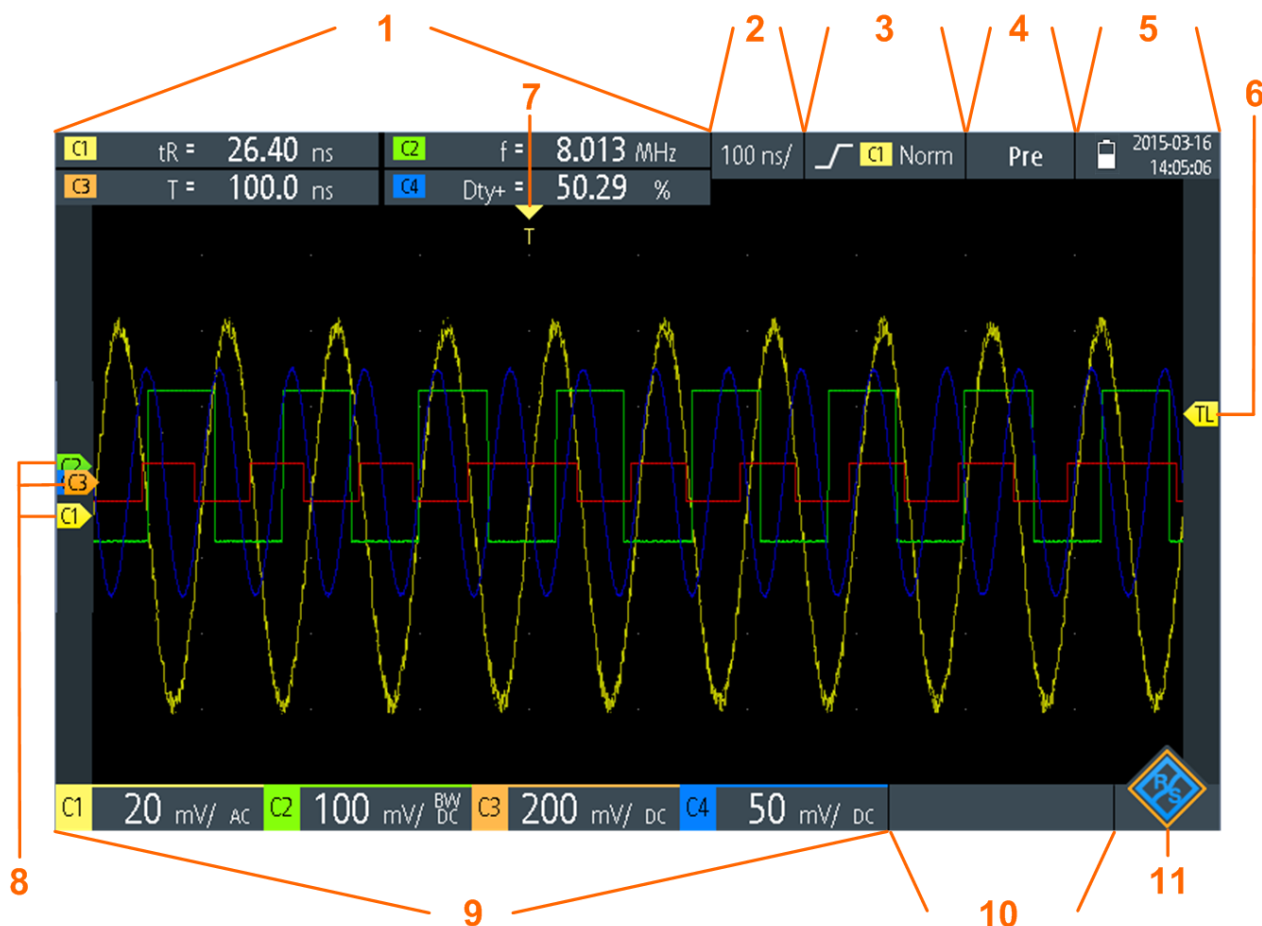 1 2 3 4 5
7
6
C1 tR = 26.40 ns C2 f = 8.013 MHz 100 ns/ C1 Norm Pre 2015-03-16
14:05:06
C3 T = 100.0 ns C4 Dty+ = 50.29 %
T
TL
C2
C3
C1
8
C1 20 mV/ AC C2 100 mV/ BW DC C3 200 mV/ DC C4 50 mV/ DC
R S
9 10 11